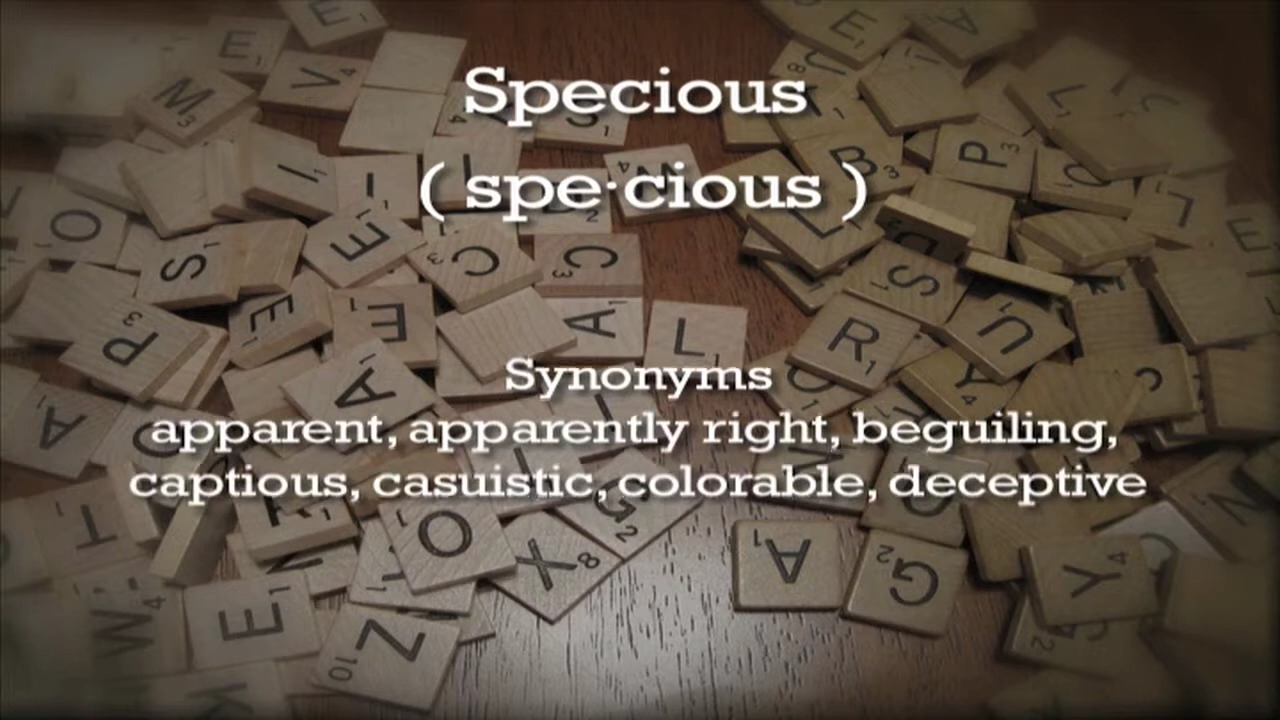 Specious
( spe·cious )
Synonyms
apparent, apparently right, beguiling,
captious, casuistic, colorable, deceptive